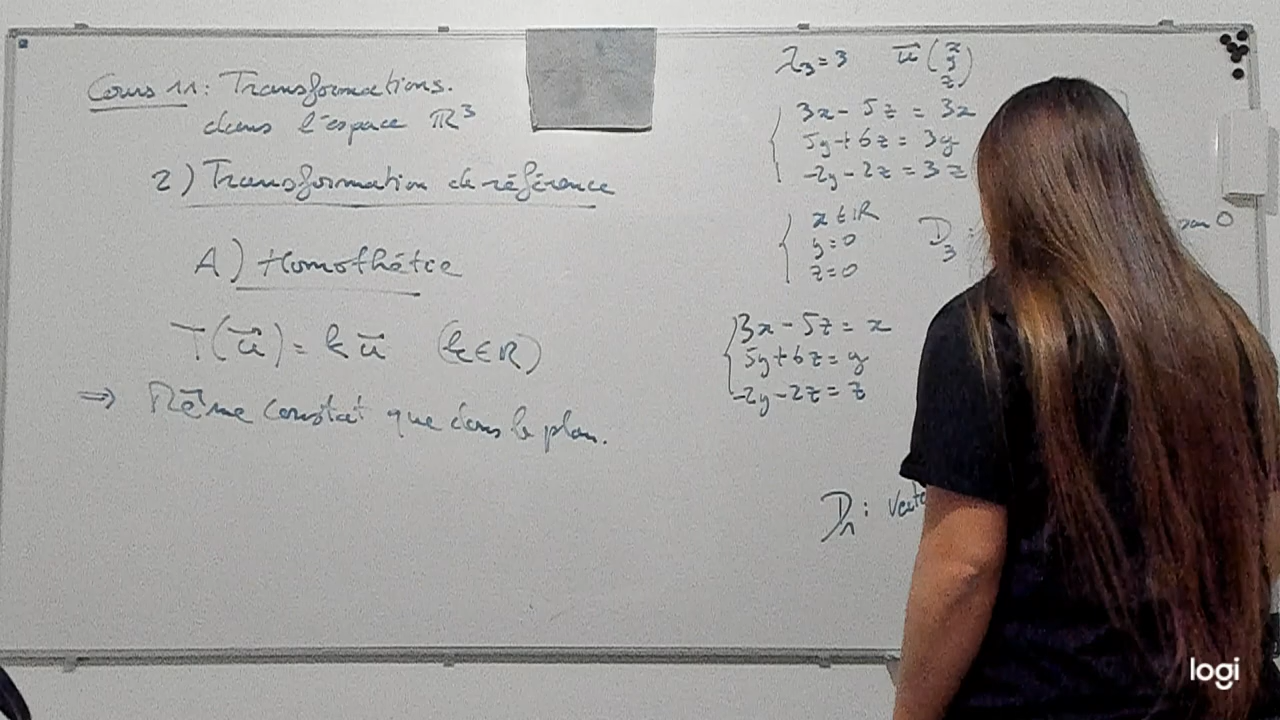 Cours 11: Transformations.
dans l'espace ℝ³
2) Transformation de référence
A) Homothétie
T(u⃗) = k u⃗ (k∈ℝ)
⇒ Même constat que dans le plan.
λ₃ = 3 u⃗ (x y z)
3x - 5z = 3x
5y + 6z = 3y
-2y - 2z = 3z
x ∈ ℝ
y = 0
z = 0
D₃ :
0
3x - 5z = x
5y + 6z = y
-2y - 2z = z
D₁ : vecte
logi